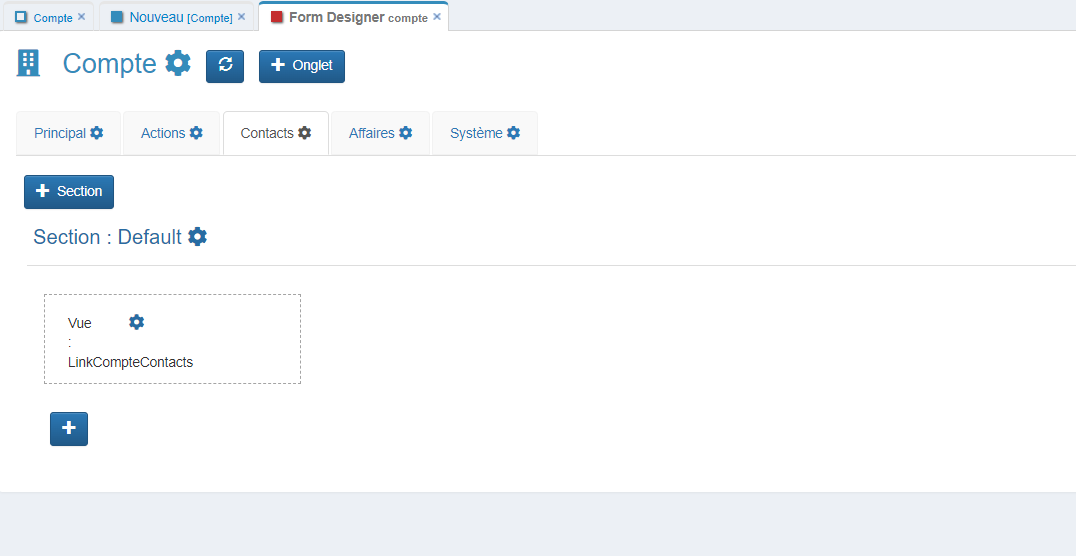 Compte × Nouveau [Compte] × Form Designer compte ×
Compte + Onglet
Principal Actions Contacts Affaires Système
+ Section
Section : Default
Vue
:
LinkCompteContacts
+